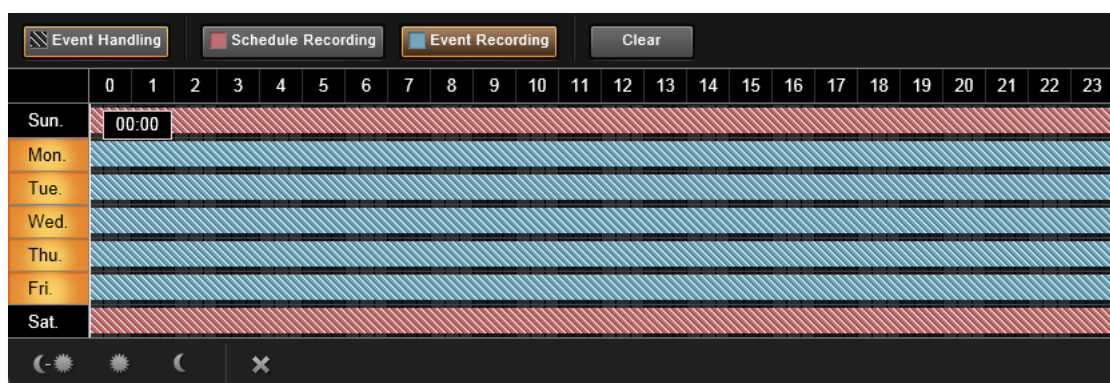 Event Handling Schedule Recording Event Recording Clear
0 1 2 3 4 5 6 7 8 9 10 11 12 13 14 15 16 17 18 19 20 21 22 23
Sun. 00:00
Mon.
Tue.
Wed.
Thu.
Fri.
Sat.